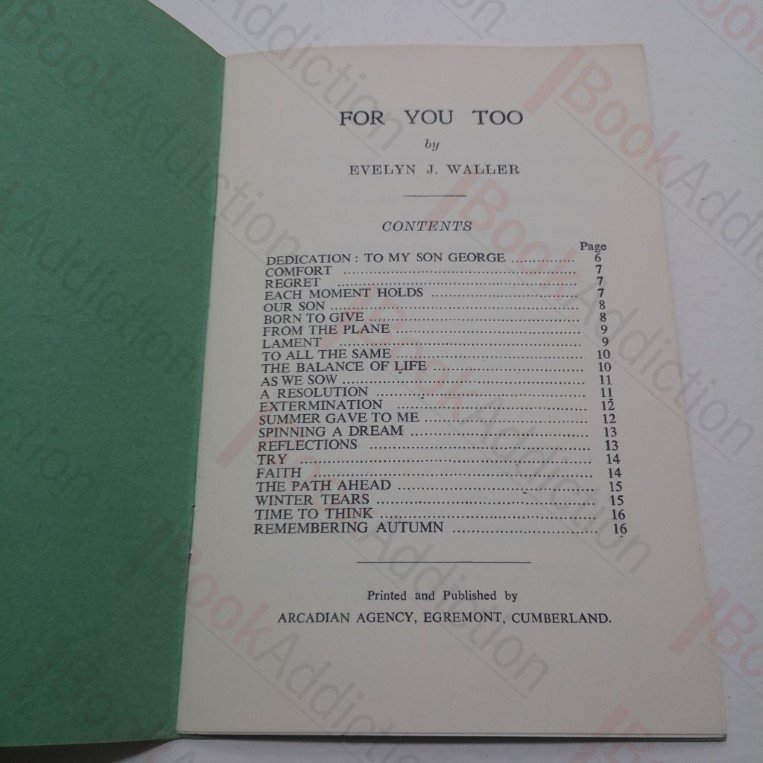 FOR YOU TOO
by
EVELYN J. WALLER
CONTENTS
Page
DEDICATION : TO MY SON GEORGE ............... 6
COMFORT ............... 7
REGRET ............... 7
EACH MOMENT HOLDS ............... 7
OUR SON ............... 8
BORN TO GIVE ............... 8
FROM THE PLANE ............... 9
LAMENT ............... 9
TO ALL THE SAME ............... 10
THE BALANCE OF LIFE ............... 10
AS WE SOW ............... 11
A RESOLUTION ............... 11
EXTERMINATION ............... 12
SUMMER GAVE TO ME ............... 12
SPINNING A DREAM ............... 13
REFLECTIONS ............... 13
TRY ............... 14
FAITH ............... 14
THE PATH AHEAD ............... 15
WINTER TEARS ............... 15
TIME TO THINK ............... 16
REMEMBERING AUTUMN ............... 16
Printed and Published by
ARCADIAN AGENCY, EGREMONT, CUMBERLAND.
BookAddiction